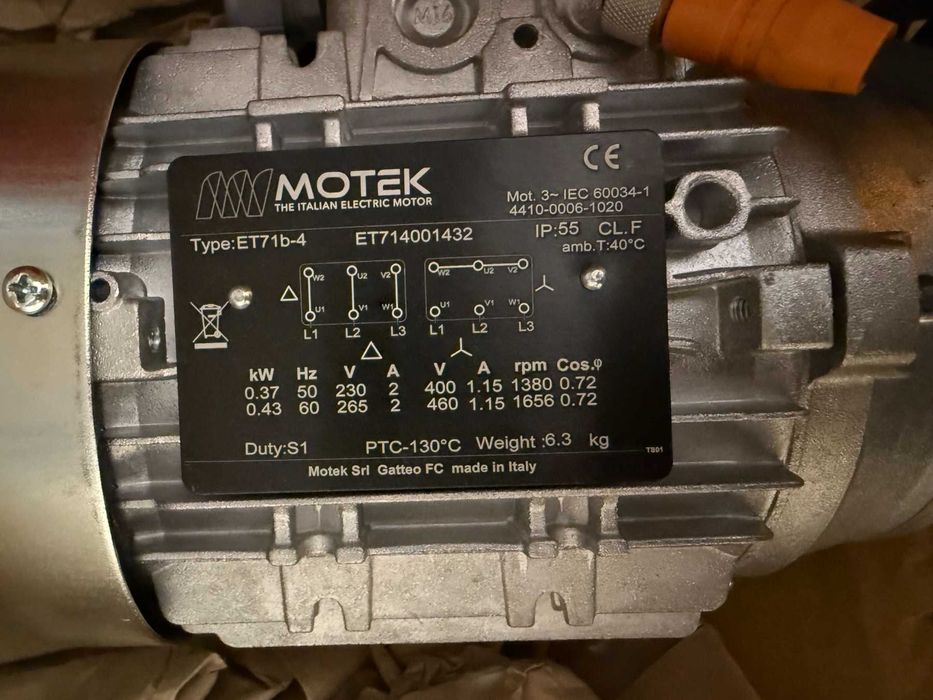 M16
MOTEK
THE ITALIAN ELECTRIC MOTOR
CE
Mot. 3~ IEC 60034-1
4410-0006-1020
Type:ET71b-4 ET714001432 IP:55 CL.F
amb.T:40°C
W2 U2 V2 W2 U2 V2
△
U1 V1 W1 U1 V1 W1
L1 L2 L3 L1 L2 L3
△
kW Hz V A V A rpm Cos.φ
0.37 50 230 2 400 1.15 1380 0.72
0.43 60 265 2 460 1.15 1656 0.72
Duty:S1 PTC-130°C Weight :6.3 kg
TS01
Motek Srl Gatteo FC made in Italy